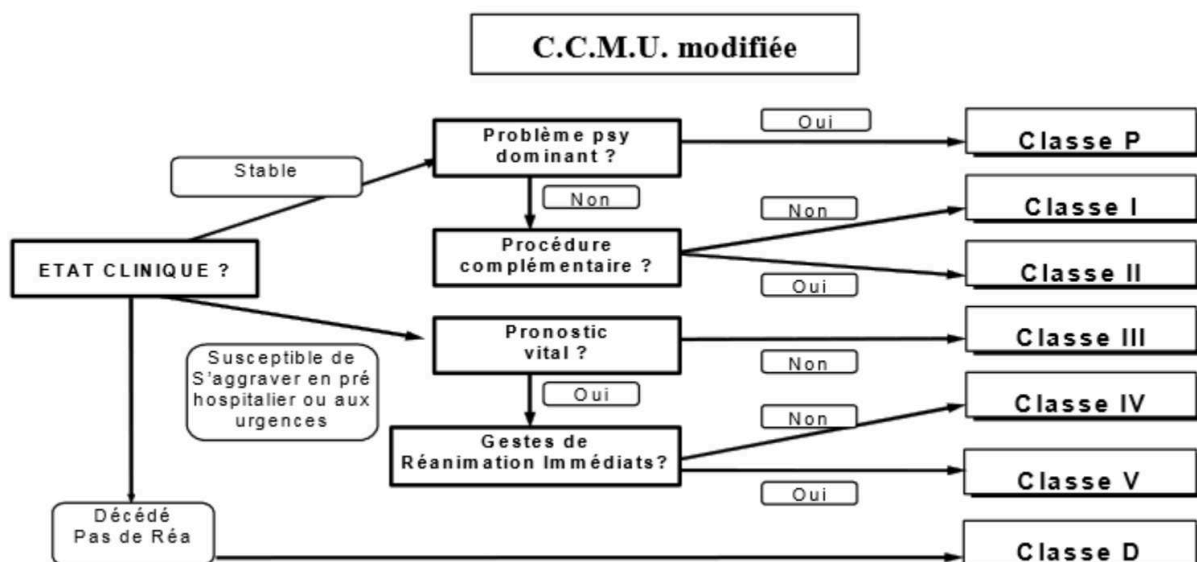 C.C.M.U. modifiée
Problème psy
dominant ?
Oui
Classe P
Stable
Non
Non
Classe I
ETAT CLINIQUE ?
Procédure
complémentaire ?
Oui
Classe II
Susceptible de
S'aggraver en pré
hospitalier ou aux
urgences
Pronostic
vital ?
Non
Classe III
Oui
Non
Classe IV
Gestes de
Réanimation Immédiats?
Oui
Classe V
Décédé
Pas de Réa
Classe D